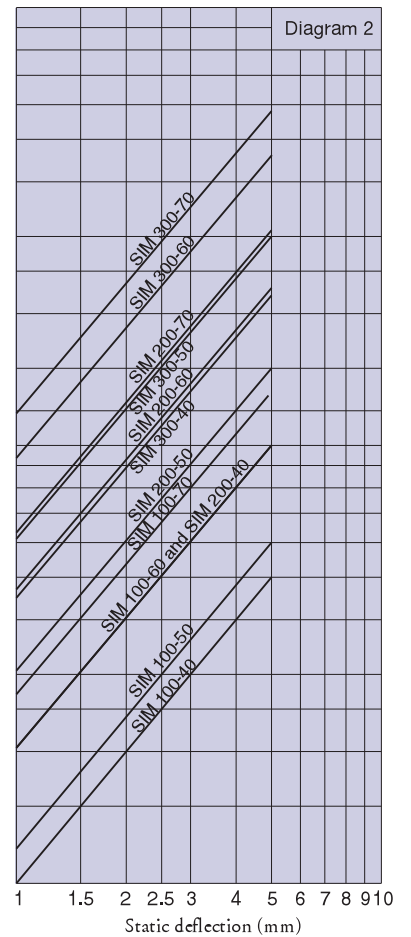 Diagram 2
SIM 300-70
SIM 300-60
SIM 200-70
SIM 300-50
SIM 200-60
SIM 300-40
SIM 200-50
SIM 100-70
SIM 100-60 and SIM 200-40
SIM 100-50
SIM 100-40
1 1.5 2 2.5 3 4 5 6 7 8 9 10
Static deflection (mm)